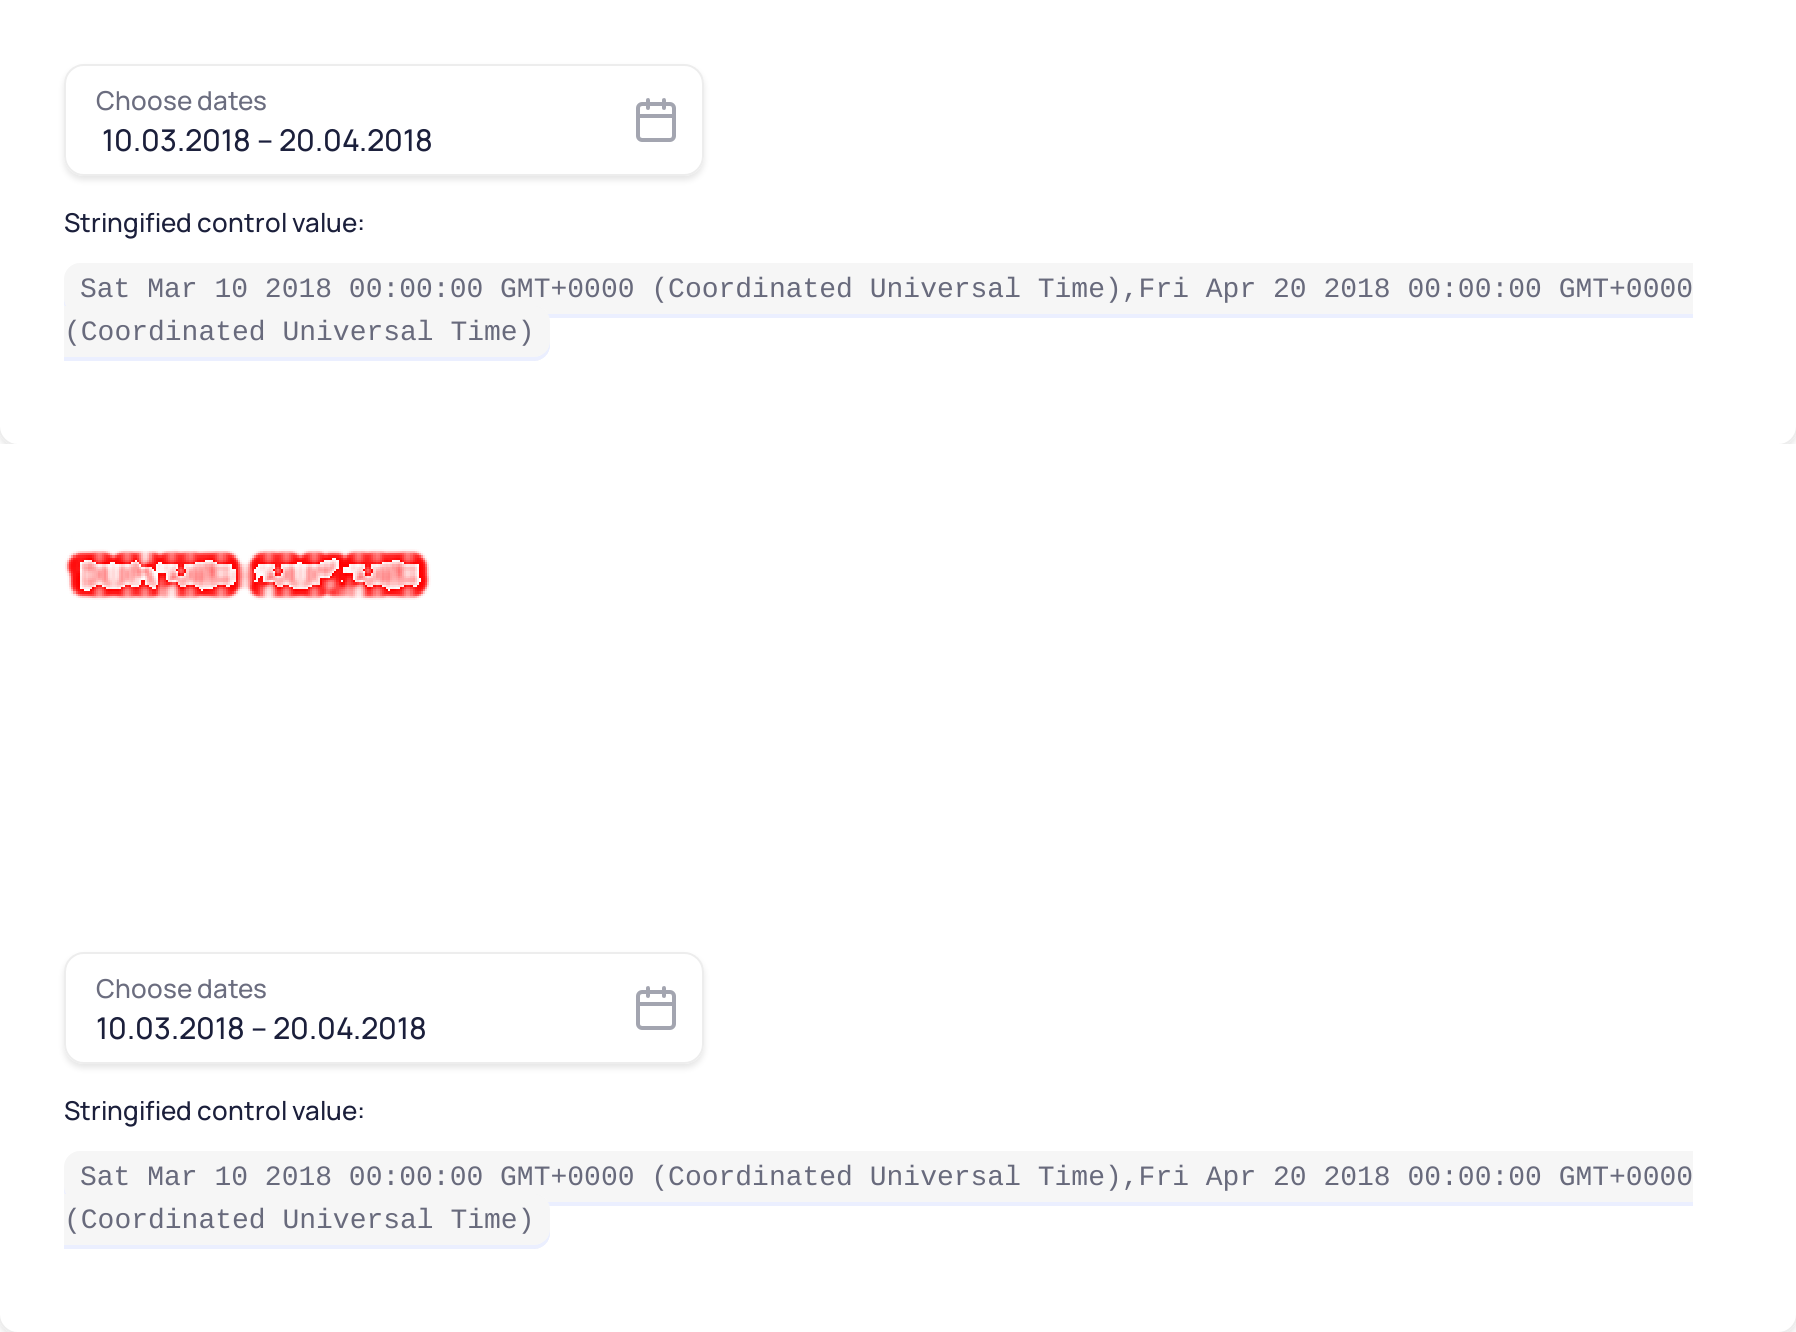 Choose dates
10.03.2018 – 20.04.2018
Stringified control value:
Sat Mar 10 2018 00:00:00 GMT+0000 (Coordinated Universal Time),Fri Apr 20 2018 00:00:00 GMT+0000
(Coordinated Universal Time)
Choose dates
10.03.2018 – 20.04.2018
Stringified control value:
Sat Mar 10 2018 00:00:00 GMT+0000 (Coordinated Universal Time),Fri Apr 20 2018 00:00:00 GMT+0000
(Coordinated Universal Time)